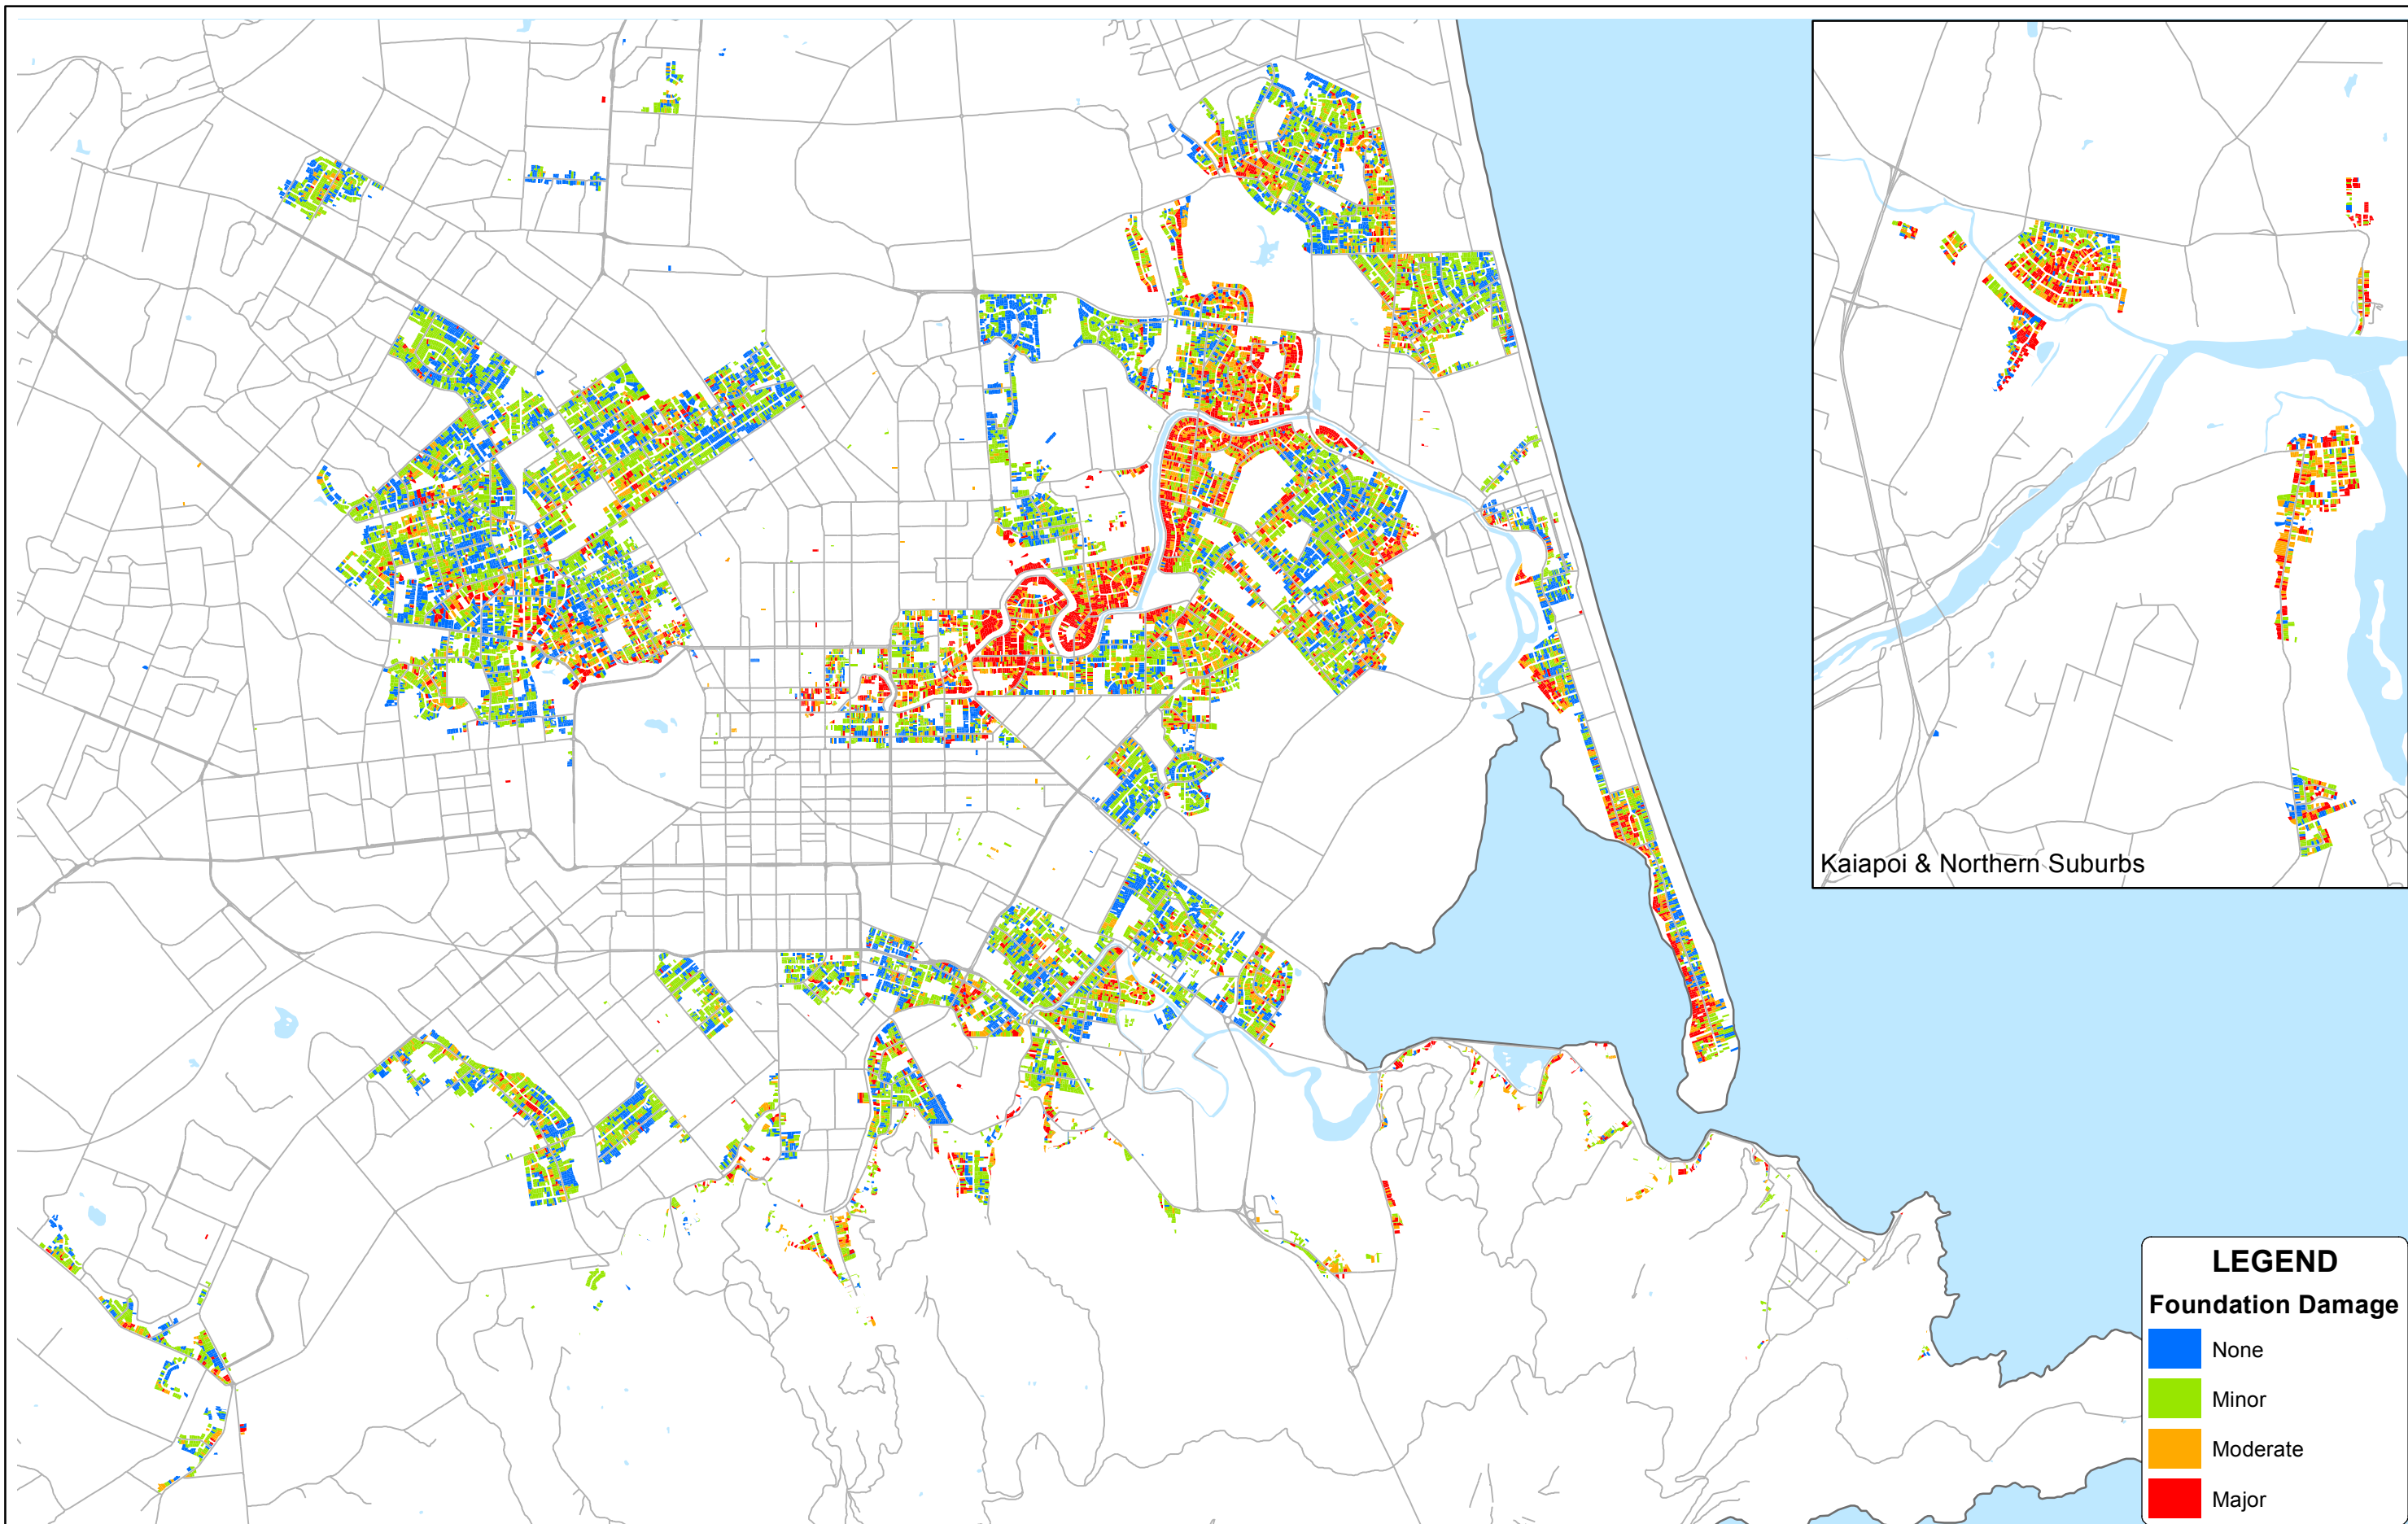 Kaiapoi & Northern Suburbs
LEGEND
Foundation Damage
None
Minor
Moderate
Major